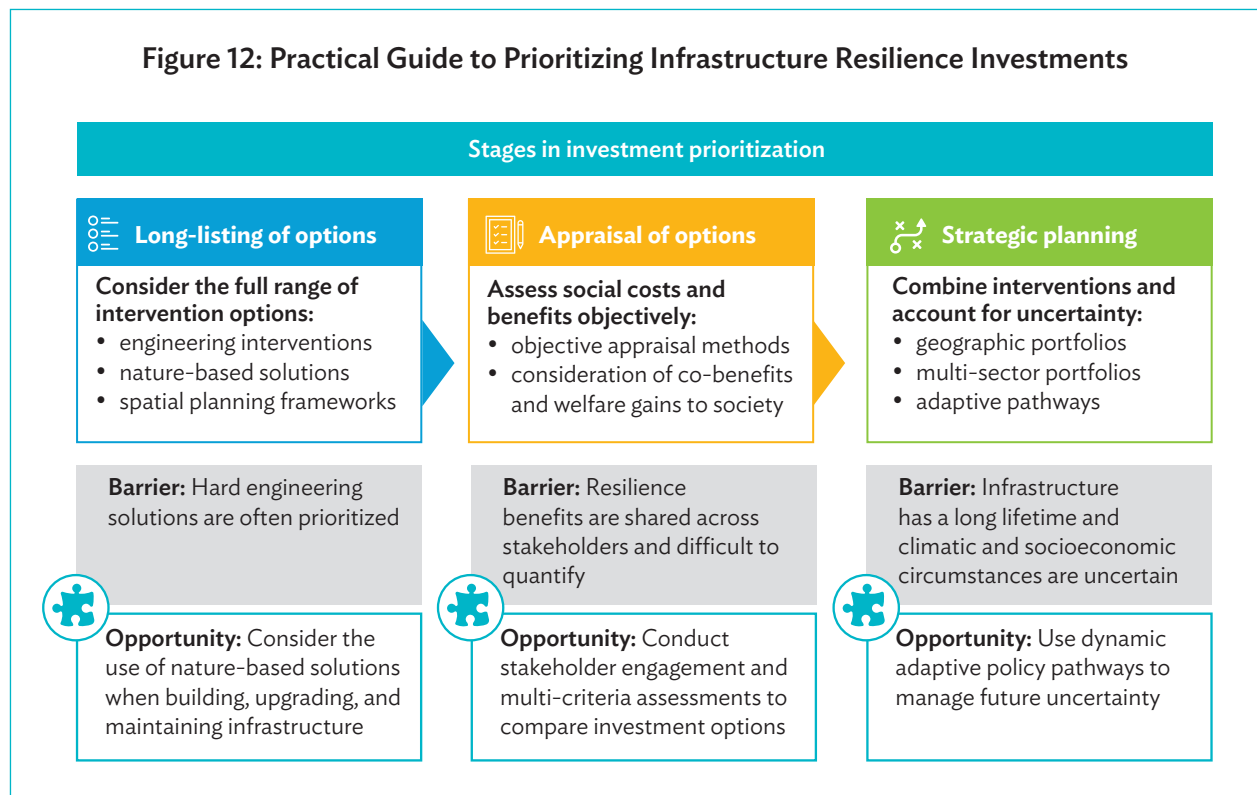 Figure 12: Practical Guide to Prioritizing Infrastructure Resilience Investments
Stages in investment prioritization
Long-listing of options
Consider the full range of
intervention options:
• engineering interventions
• nature-based solutions
• spatial planning frameworks
Barrier: Hard engineering
solutions are often prioritized
Opportunity: Consider the
use of nature-based solutions
when building, upgrading, and
maintaining infrastructure
Appraisal of options
Assess social costs and
benefits objectively:
• objective appraisal methods
• consideration of co-benefits
and welfare gains to society
Barrier: Resilience
benefits are shared across
stakeholders and difficult to
quantify
Opportunity: Conduct
stakeholder engagement and
multi-criteria assessments to
compare investment options
Strategic planning
Combine interventions and
account for uncertainty:
• geographic portfolios
• multi-sector portfolios
• adaptive pathways
Barrier: Infrastructure
has a long lifetime and
climatic and socioeconomic
circumstances are uncertain
Opportunity: Use dynamic
adaptive policy pathways to
manage future uncertainty